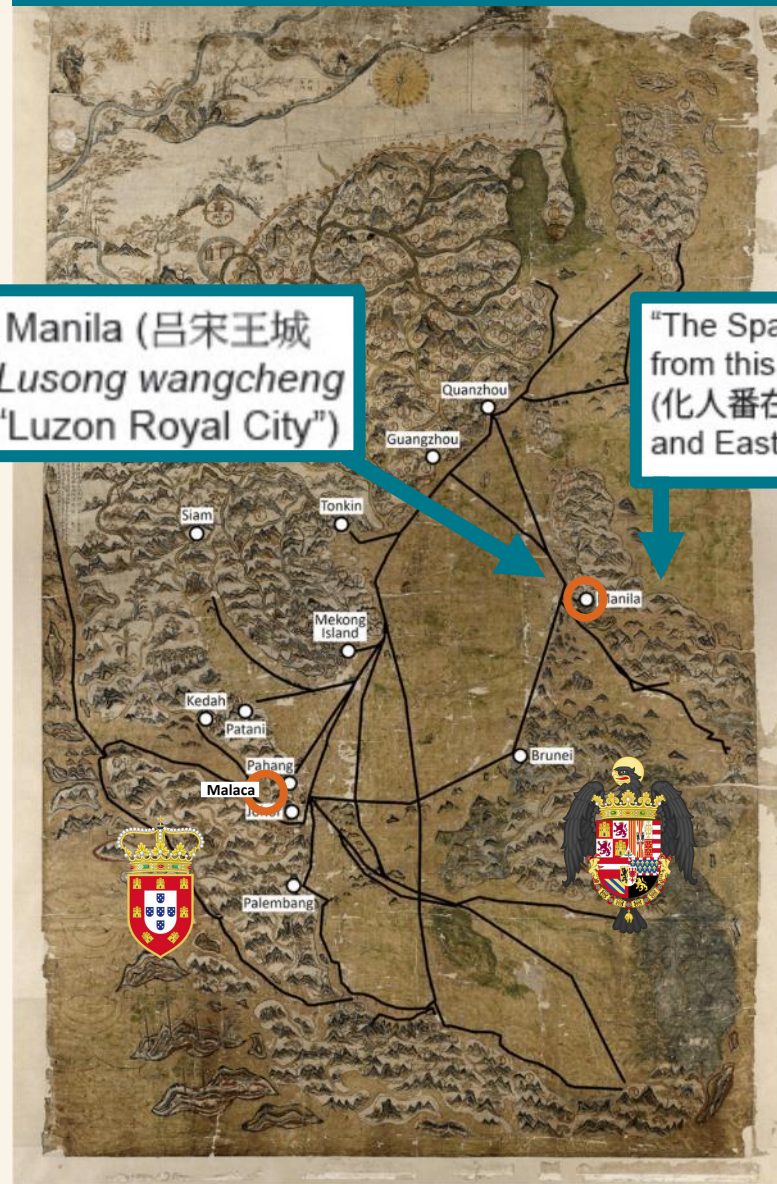 Manila (呂宋王城
Lusong wangcheng
“Luzon Royal City”)
“The Spa
from this
(化人番在
and East
Quanzhou
Guangzhou
Tonkin
Siam
Manila
Mekong
Island
Kedah
Patani
Brunei
Pahang
Malaca
Palembang